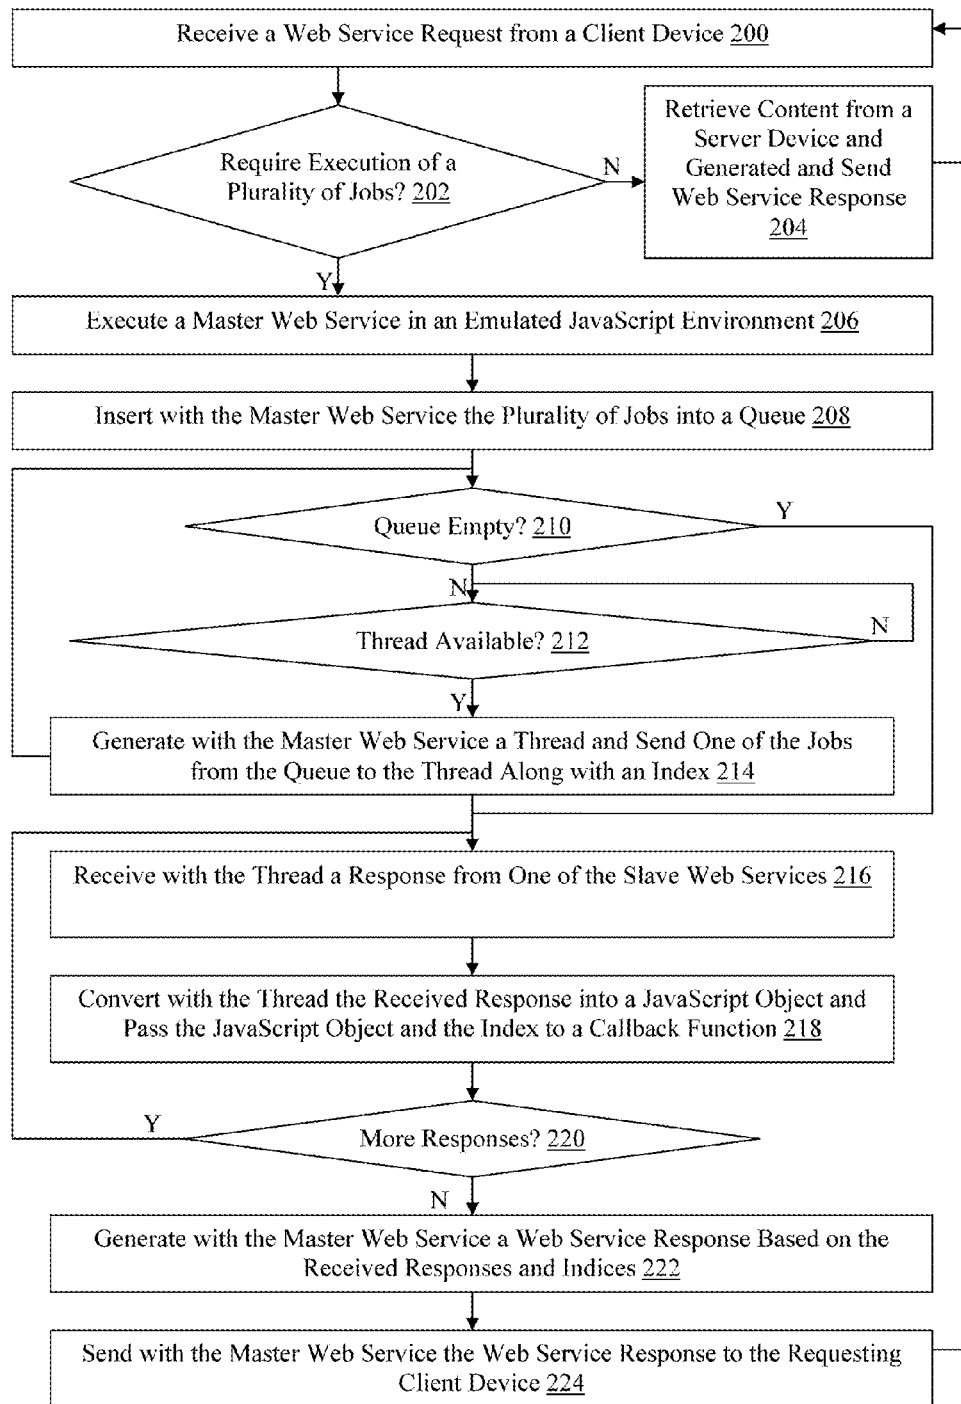 Receive a Web Service Request from a Client Device 200
Require Execution of a
Plurality of Jobs? 202
N
Retrieve Content from a
Server Device and
Generated and Send
Web Service Response
204
Y
Execute a Master Web Service in an Emulated JavaScript Environment 206
Insert with the Master Web Service the Plurality of Jobs into a Queue 208
Queue Empty? 210
Y
N
Thread Available? 212
N
Y
Generate with the Master Web Service a Thread and Send One of the Jobs
from the Queue to the Thread Along with an Index 214
Receive with the Thread a Response from One of the Slave Web Services 216
Convert with the Thread the Received Response into a JavaScript Object and
Pass the JavaScript Object and the Index to a Callback Function 218
Y
More Responses? 220
N
Generate with the Master Web Service a Web Service Response Based on the
Received Responses and Indices 222
Send with the Master Web Service the Web Service Response to the Requesting
Client Device 224